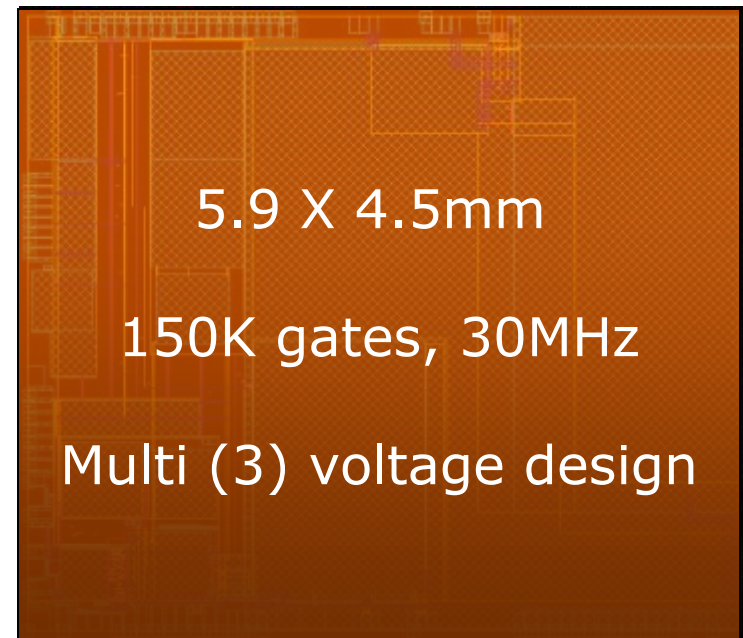 5.9 X 4.5mm
150K gates, 30MHz
Multi (3) voltage design